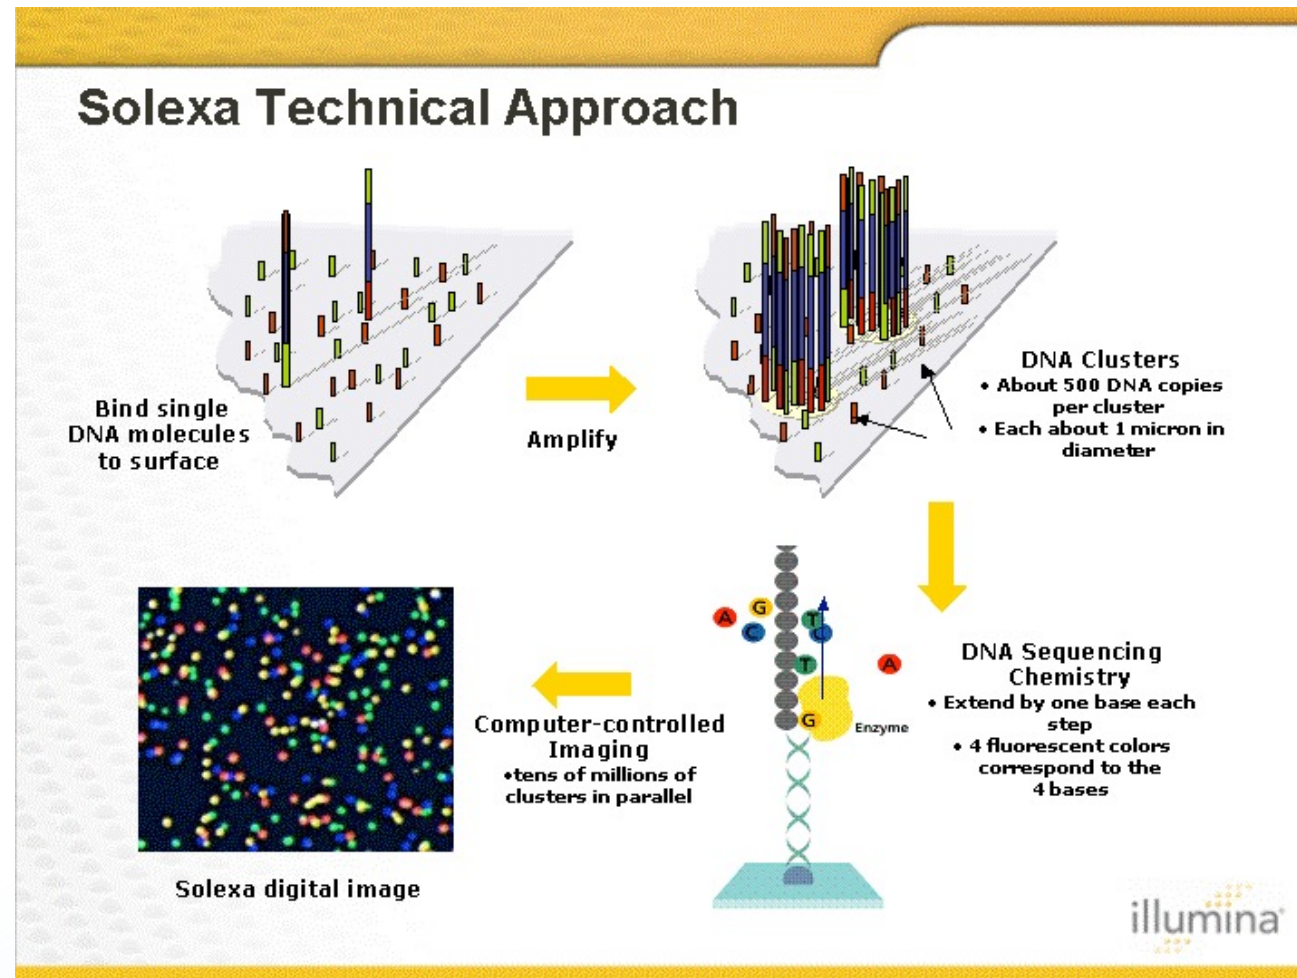 Solexa Technical Approach
Bind single
DNA molecules
to surface
Amplify
DNA Clusters
• About 500 DNA copies
per cluster
• Each about 1 micron in
diameter
DNA Sequencing
Chemistry
• Extend by one base each
step
• 4 fluorescent colors
correspond to the
4 bases
A
G
C
T
C
T
A
G
Enzyme
Computer-controlled
Imaging
•tens of millions of
clusters in parallel
Solexa digital image
illumina